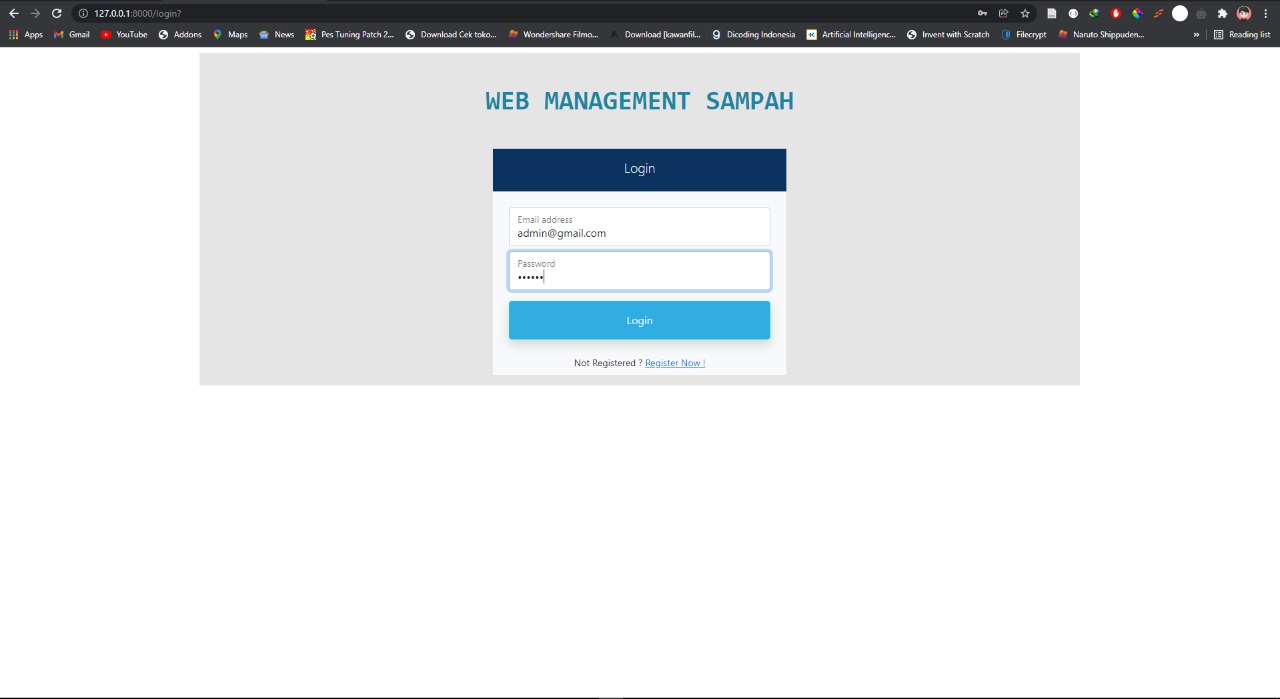 127.0.0.1:8000/login?
Apps Gmail YouTube Addons Maps News Pes Tuning Patch 2... Download Cek toko... Wondershare Filmo... Download [kawanfil... Dicoding Indonesia Artificial Intelligenc... Invent with Scratch Filecrypt Naruto Shippuden... » Reading list
WEB MANAGEMENT SAMPAH
Login
Email address
admin@gmail.com
Password
••••••
Login
Not Registered ? Register Now !